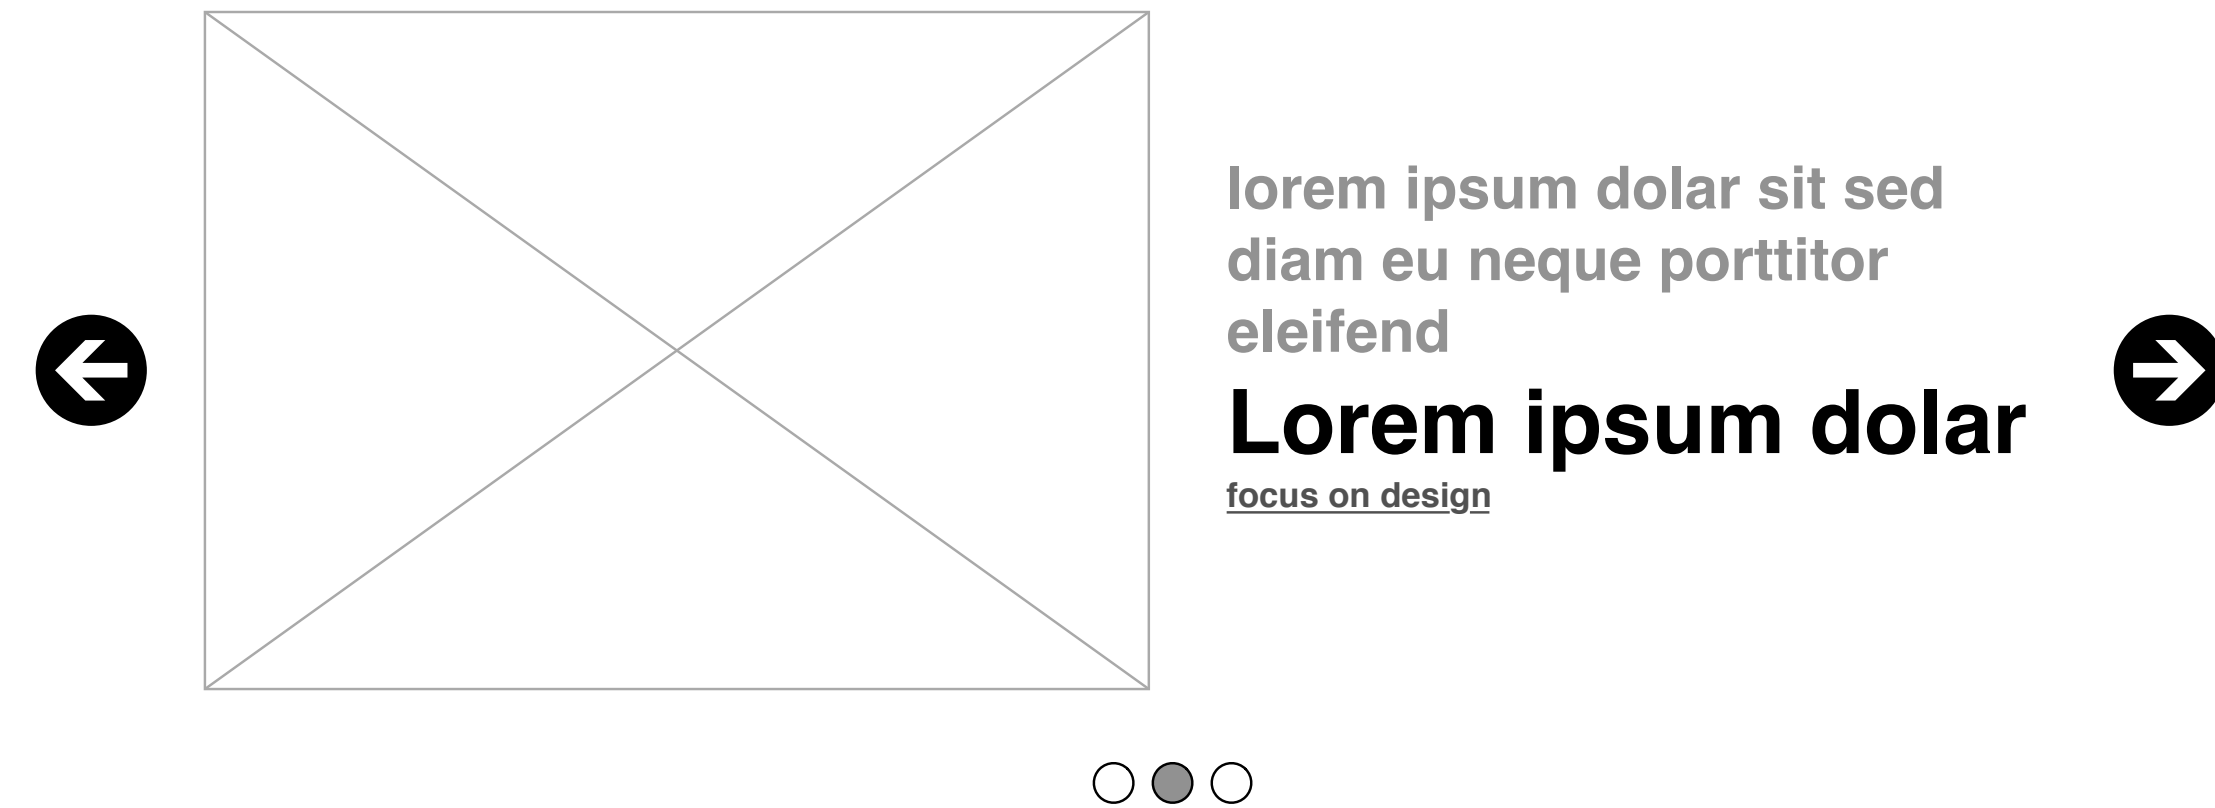 lorem ipsum dolar sit sed
diam eu neque porttitor
eleifend
Lorem ipsum dolar
focus on design